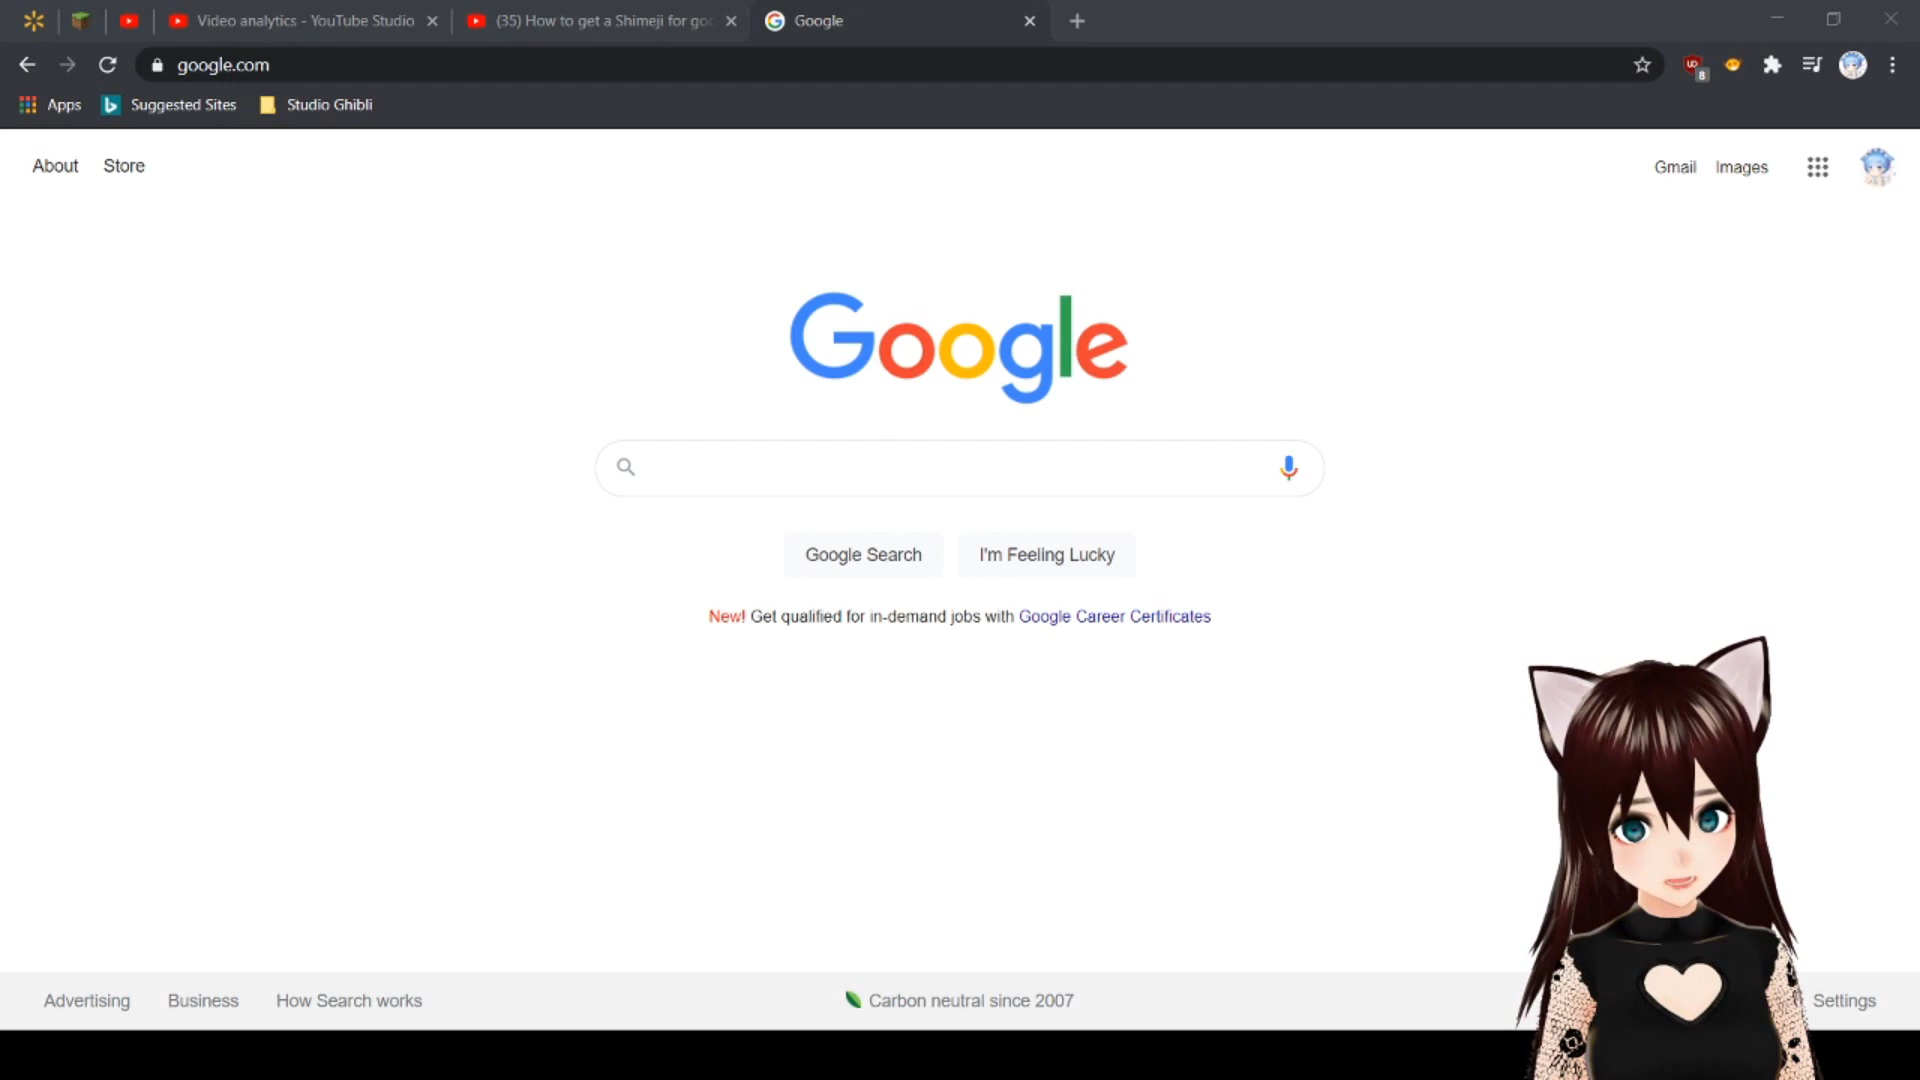 Video analytics - YouTube Studio
(35) How to get a Shimeji for goo
Google
google.com
UD
8
Apps
Suggested Sites
Studio Ghibli
About
Store
Gmail
Images
Google
Google Search
I'm Feeling Lucky
New! Get qualified for in-demand jobs with Google Career Certificates
Advertising
Business
How Search works
Carbon neutral since 2007
Settings